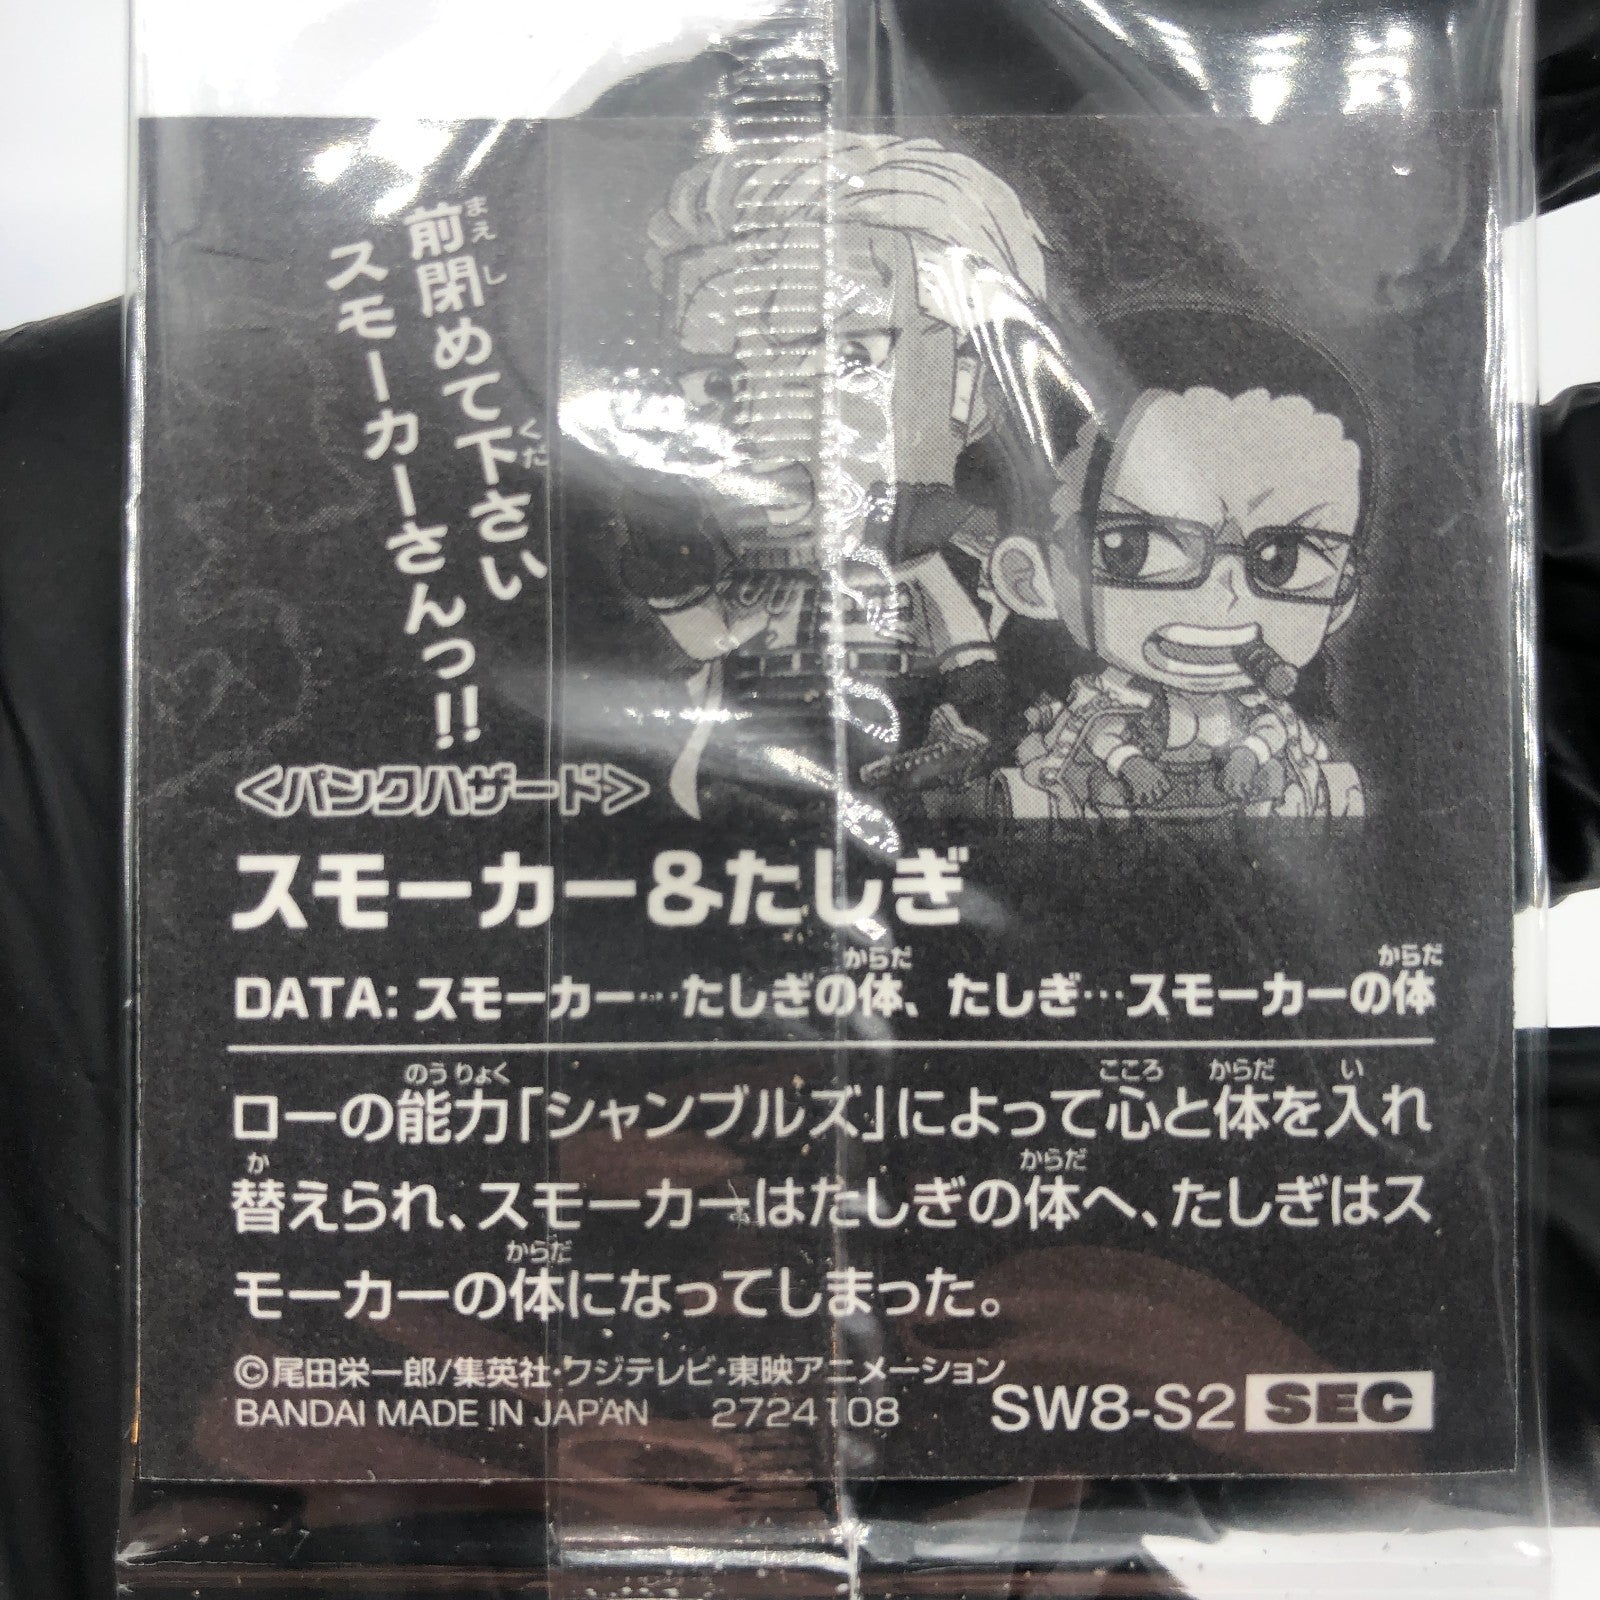 前閉めて下さい
スモーカーさんっ!!
<パンクハザード>
スモーカー&たしぎ
DATA: スモーカー…たしぎの体、たしぎ…スモーカーの体
ローの能力「シャンブルズ」によって心と体を入れ
替えられ、スモーカーはたしぎの体へ、たしぎはス
モーカーの体になってしまった。
©尾田栄一郎/集英社・フジテレビ・東映アニメーション
BANDAI MADE IN JAPAN 2724108 SW8-S2 SEC